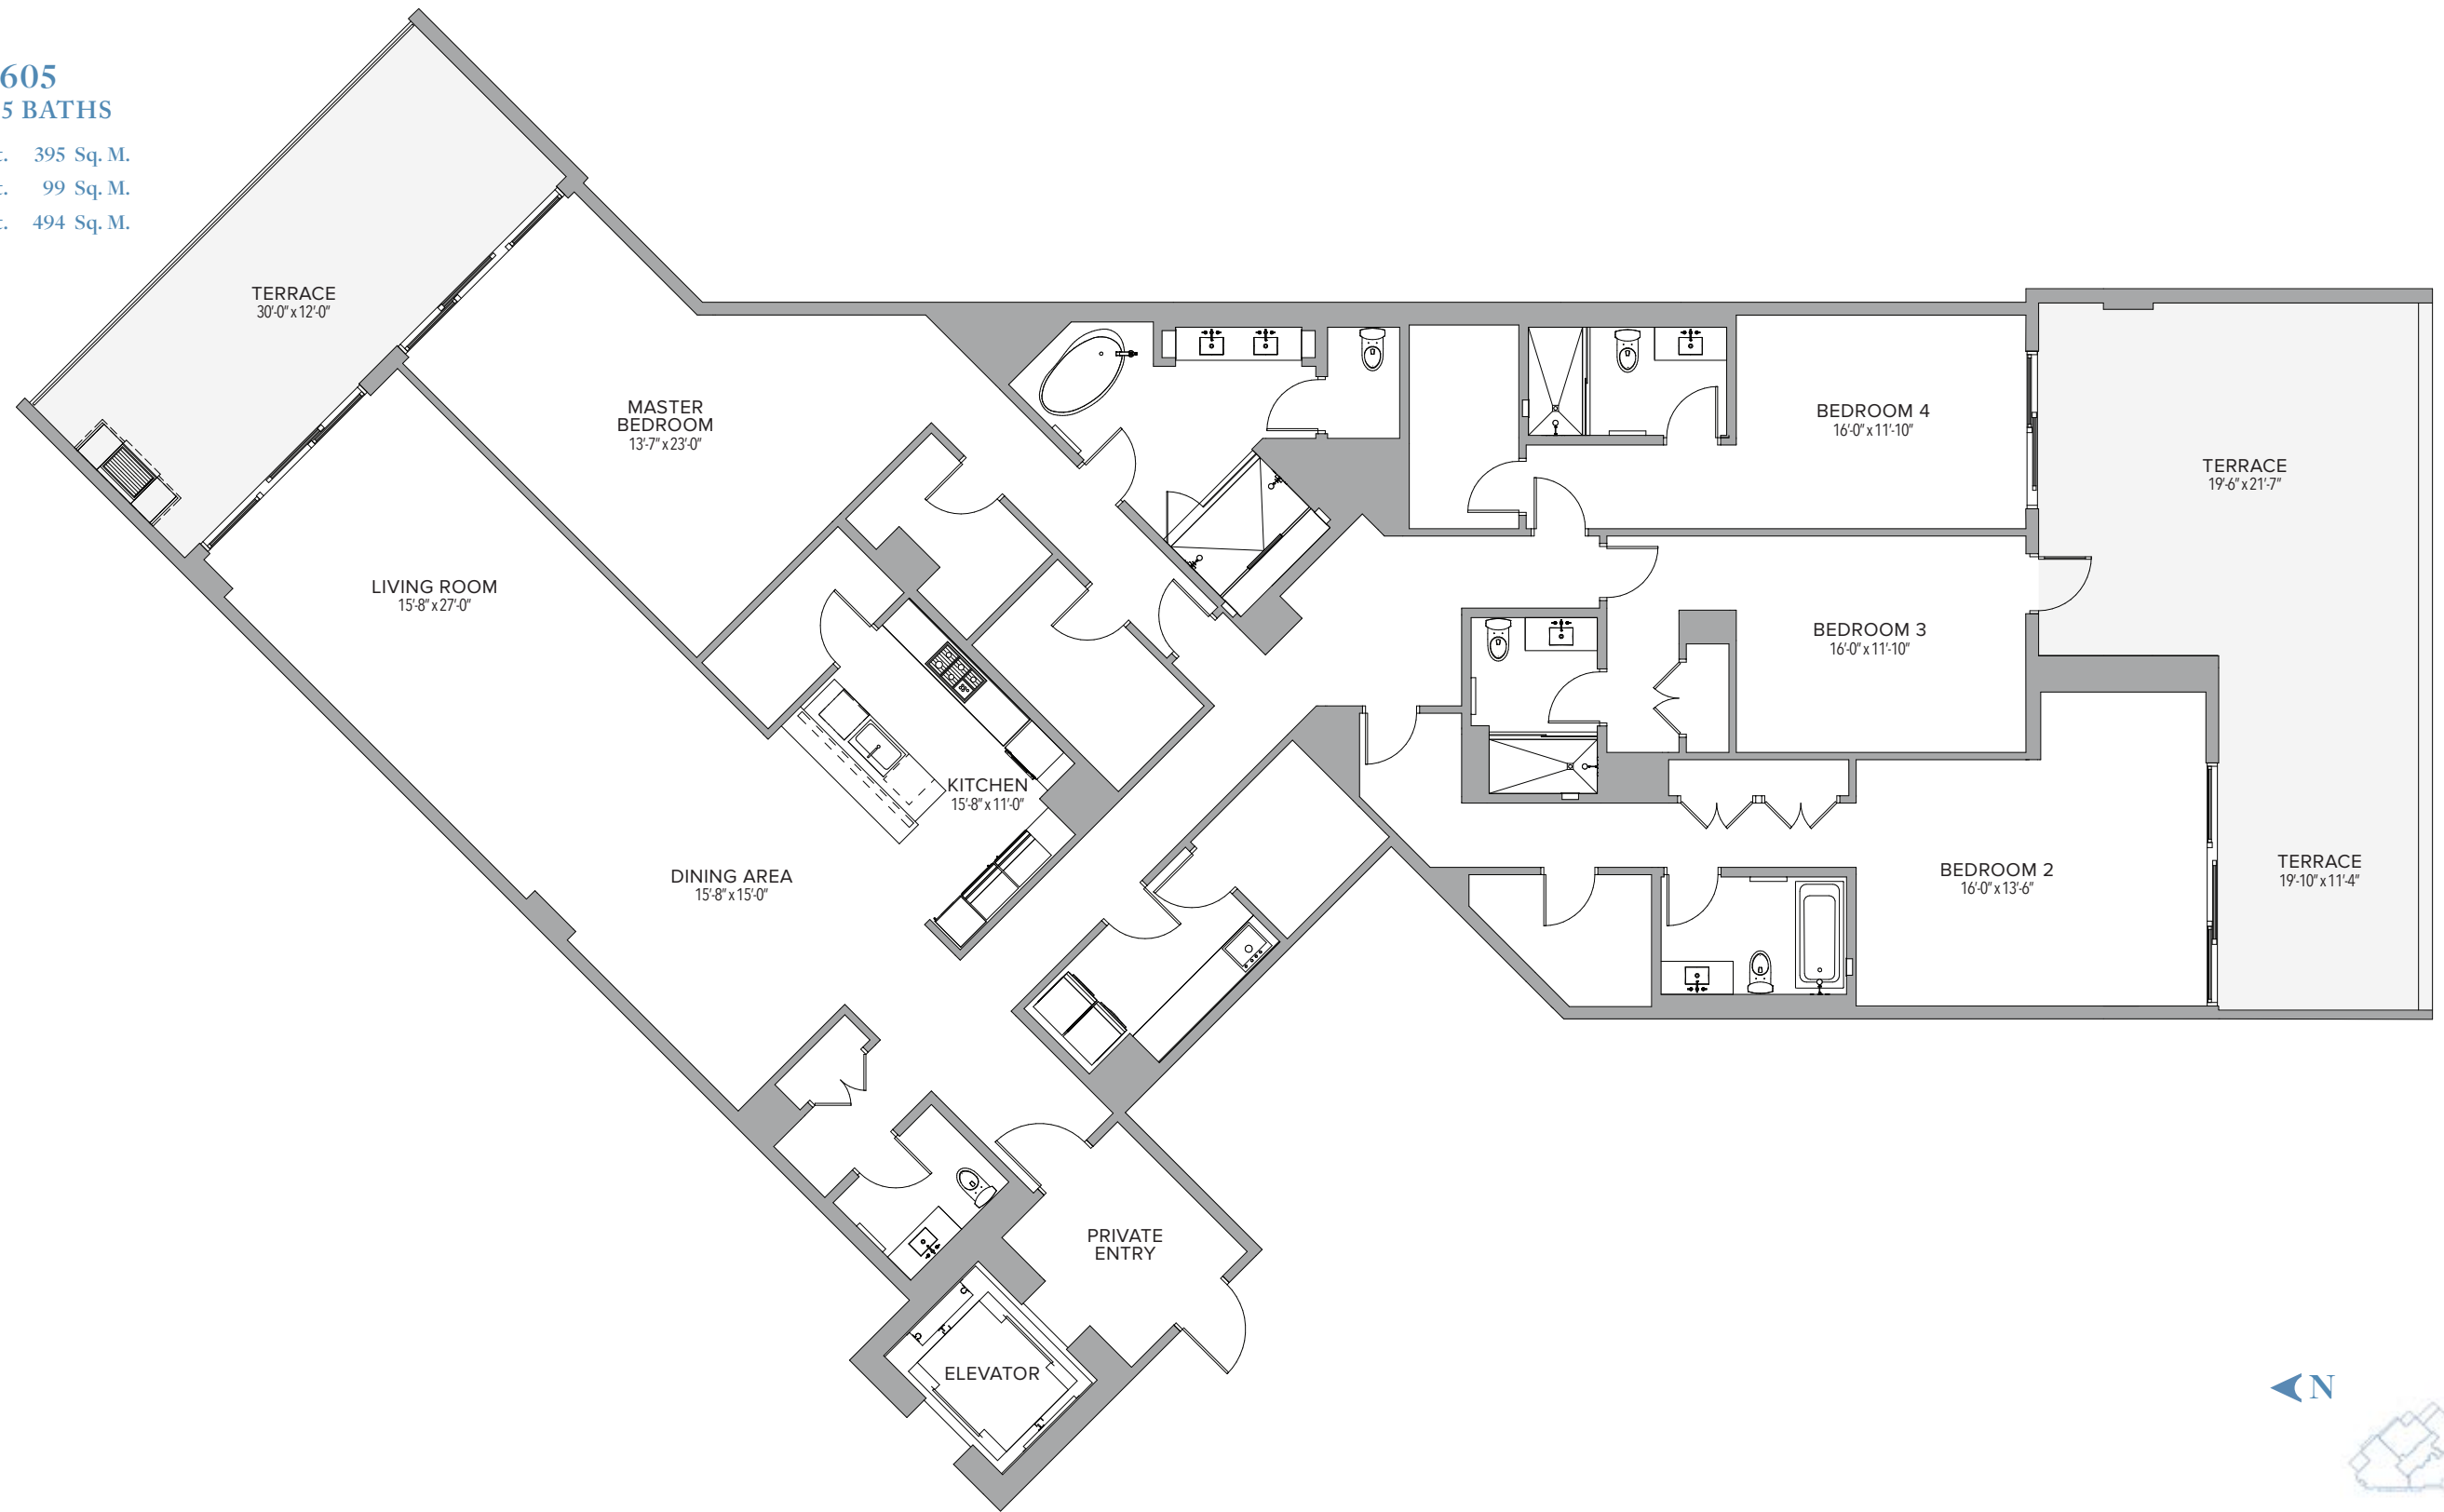 605
5 BATHS
t. 395 Sq. M.
t. 99 Sq. M.
t. 494 Sq. M.
TERRACE
30'-0" x 12'-0"
MASTER
BEDROOM
13'-7" x 23'-0"
LIVING ROOM
15'-8" x 27'-0"
KITCHEN
15'-8" x 11'-0"
DINING AREA
15'-8" x 15'-0"
BEDROOM 4
16'-0" x 11'-10"
TERRACE
19'-6" x 21'-7"
BEDROOM 3
16'-0" x 11'-10"
BEDROOM 2
16'-0" x 13'-6"
TERRACE
19'-10" x 11'-4"
PRIVATE
ENTRY
ELEVATOR
N